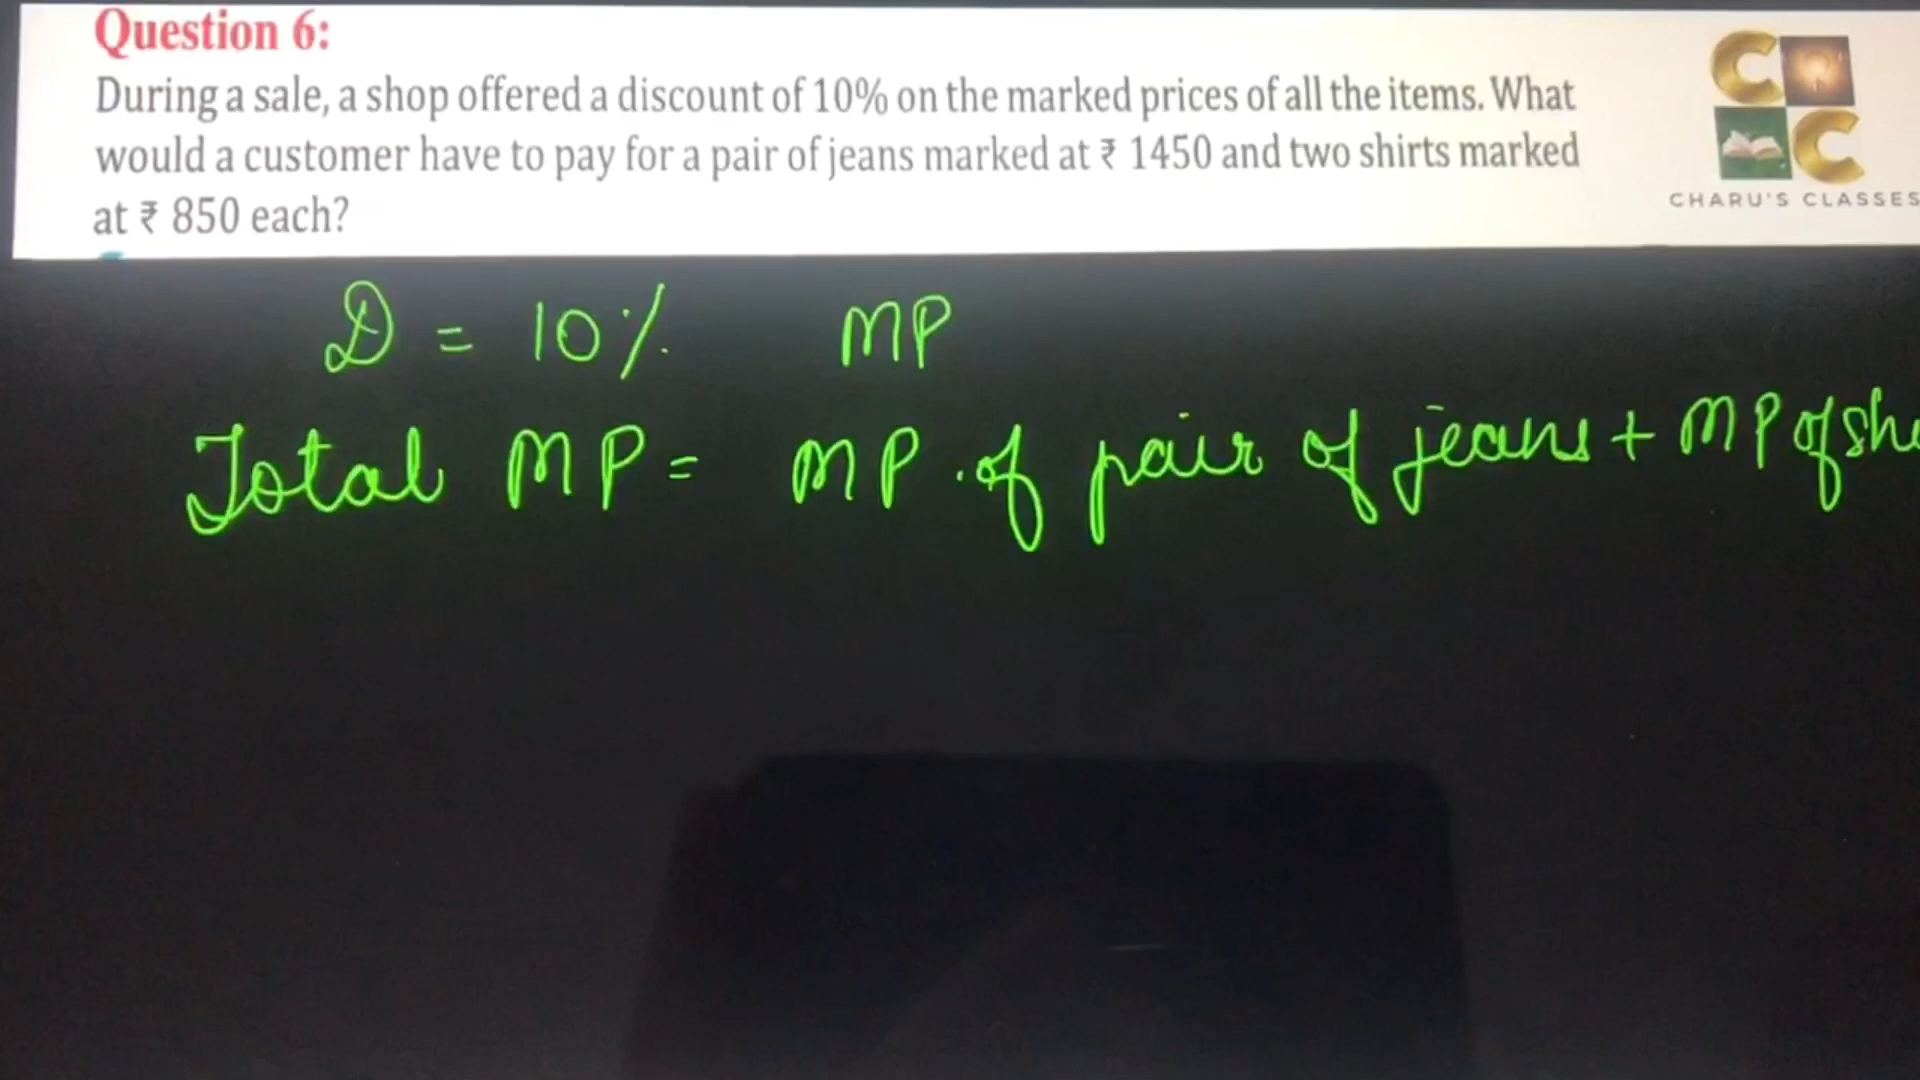 Question 6:
During a sale, a shop offered a discount of 10% on the marked prices of all the items. What
would a customer have to pay for a pair of jeans marked at ₹ 1450 and two shirts marked
at ₹ 850 each?
CHARU'S CLASSES
D = 10% MP
Total MP = MP of pair of jeans + MP of sh